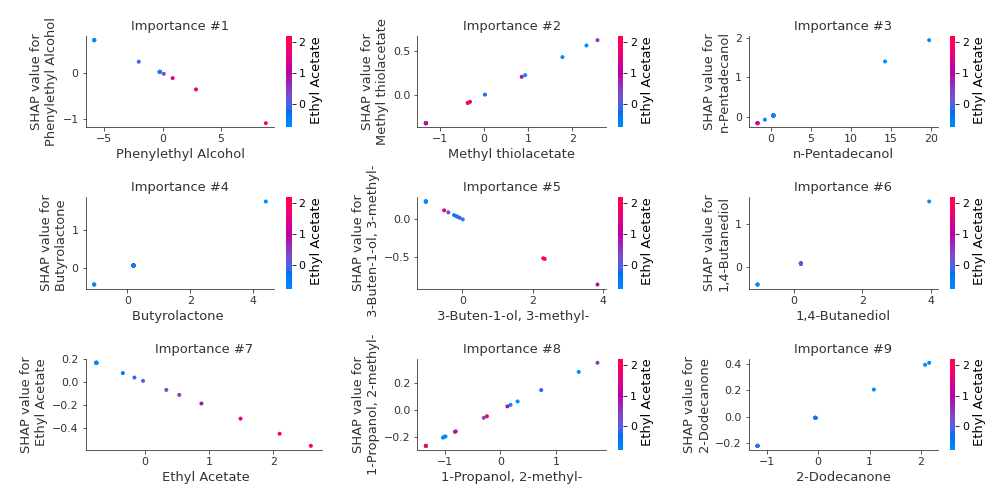 Importance #1
SHAP value for
Phenylethyl Alcohol
0
−1
−5
0
5
Phenylethyl Alcohol
2
1
0
Ethyl Acetate
Importance #2
SHAP value for
Methyl thiolacetate
0.5
0.0
−1
0
1
2
Methyl thiolacetate
2
1
0
Ethyl Acetate
Importance #3
SHAP value for
n-Pentadecanol
2
1
0
0
5
10
15
20
n-Pentadecanol
2
1
0
Ethyl Acetate
Importance #4
SHAP value for
Butyrolactone
1
0
0
2
4
Butyrolactone
2
1
0
Ethyl Acetate
Importance #5
SHAP value for
3-Buten-1-ol, 3-methyl-
0.0
−0.5
0
2
4
3-Buten-1-ol, 3-methyl-
2
1
0
Ethyl Acetate
Importance #6
SHAP value for
1,4-Butanediol
1
0
0
2
4
1,4-Butanediol
2
1
0
Ethyl Acetate
Importance #7
SHAP value for
Ethyl Acetate
0.2
0.0
−0.2
−0.4
0
1
2
Ethyl Acetate
2
1
0
Ethyl Acetate
Importance #8
SHAP value for
1-Propanol, 2-methyl-
0.2
0.0
−0.2
−1
0
1
1-Propanol, 2-methyl-
2
1
0
Ethyl Acetate
Importance #9
SHAP value for
2-Dodecanone
0.4
0.2
0.0
−0.2
−1
0
1
2
2-Dodecanone
2
1
0
Ethyl Acetate